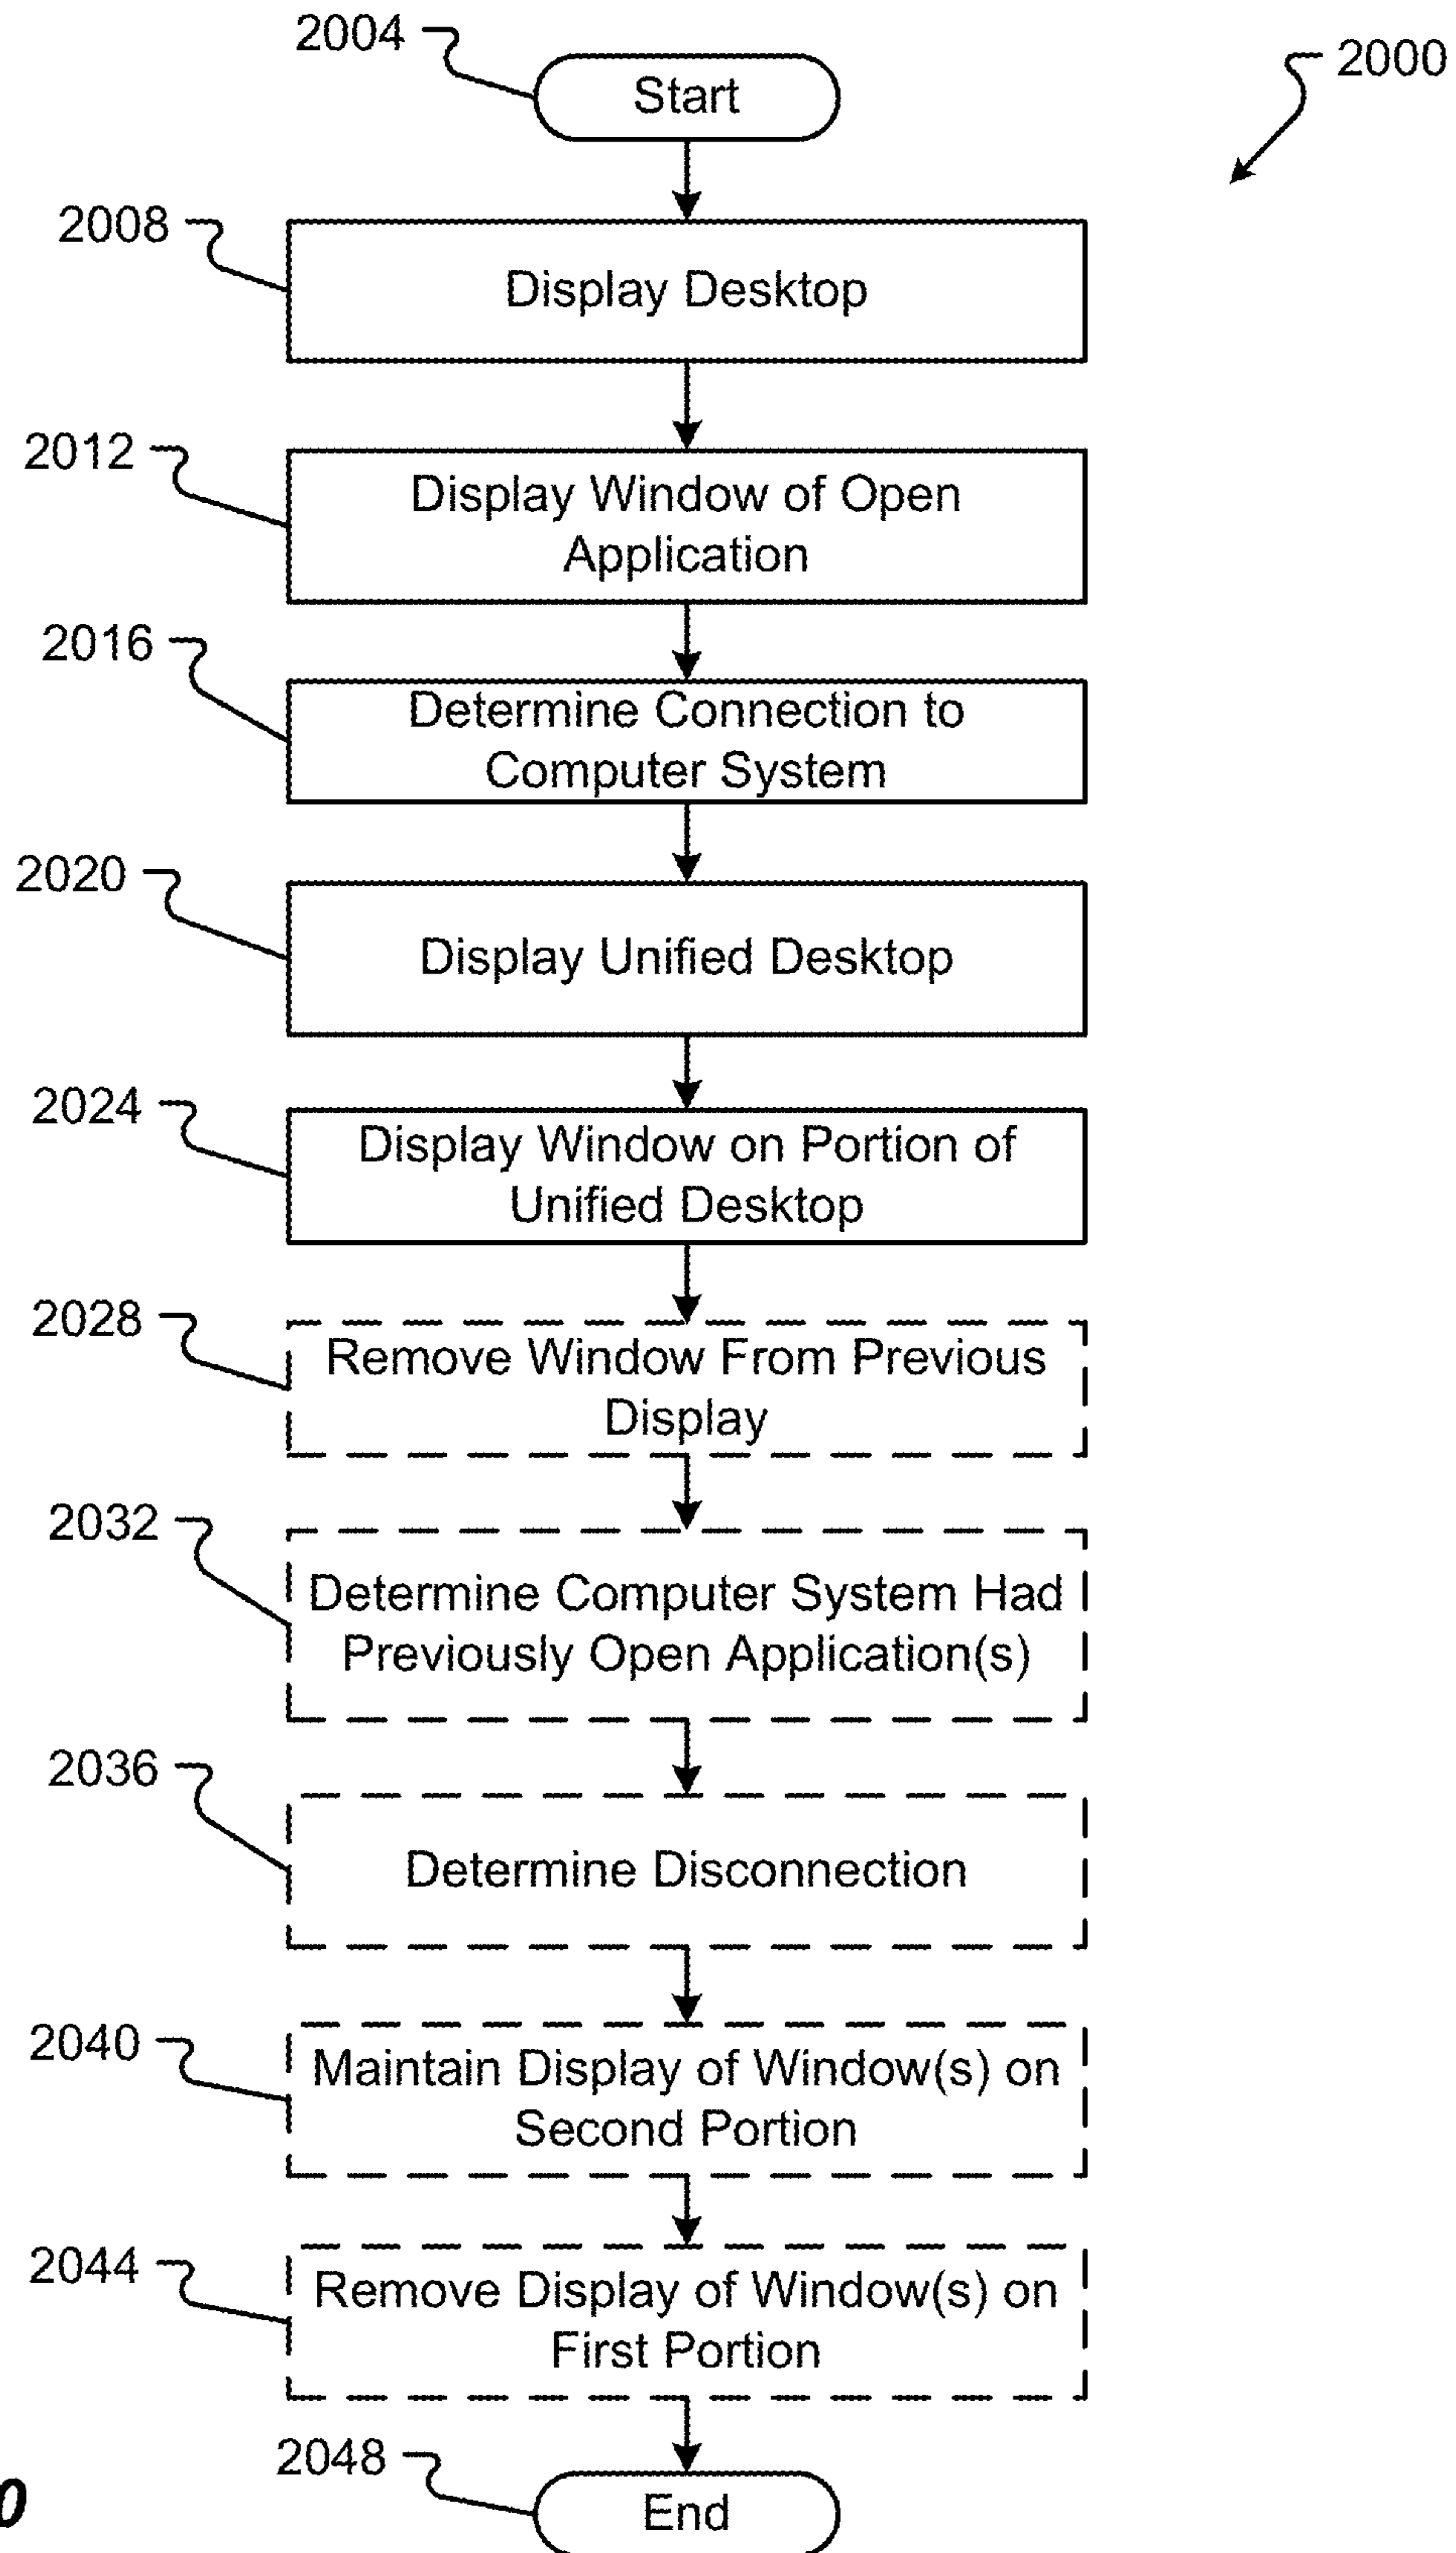 2004
Start
2000
2008
Display Desktop
2012
Display Window of Open
Application
2016
Determine Connection to
Computer System
2020
Display Unified Desktop
2024
Display Window on Portion of
Unified Desktop
2028
Remove Window From Previous
Display
2032
Determine Computer System Had
Previously Open Application(s)
2036
Determine Disconnection
2040
Maintain Display of Window(s) on
Second Portion
2044
Remove Display of Window(s) on
First Portion
2048
End
0